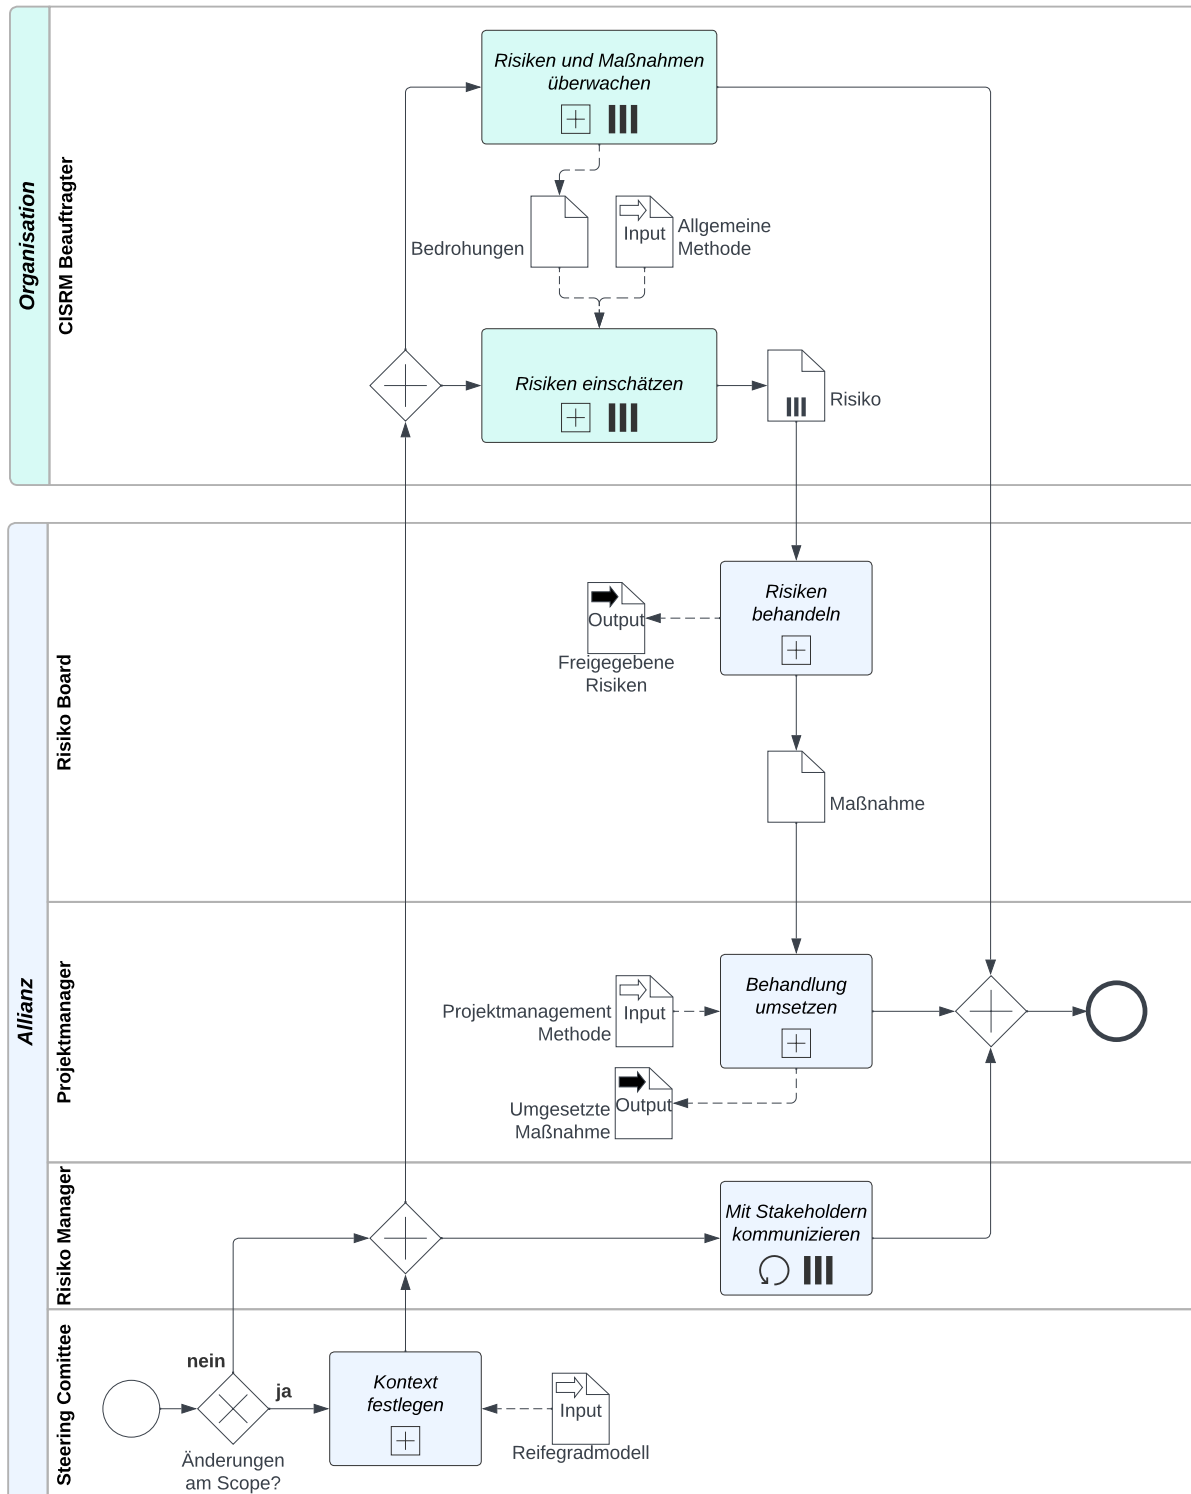 Organisation
CISRM Beauftragter
Risiken und Maßnahmen
überwachen
Bedrohungen
Input
Allgemeine
Methode
Risiken einschätzen
Risiko
Allianz
Risiko Board
Risiken
behandeln
Output
Freigegebene
Risiken
Maßnahme
Projektmanager
Projektmanagement
Methode
Input
Behandlung
umsetzen
Umgesetzte
Maßnahme
Output
Risiko Manager
Mit Stakeholdern
kommunizieren
Steering Comittee
nein
ja
Änderungen
am Scope?
Kontext
festlegen
Input
Reifegradmodell